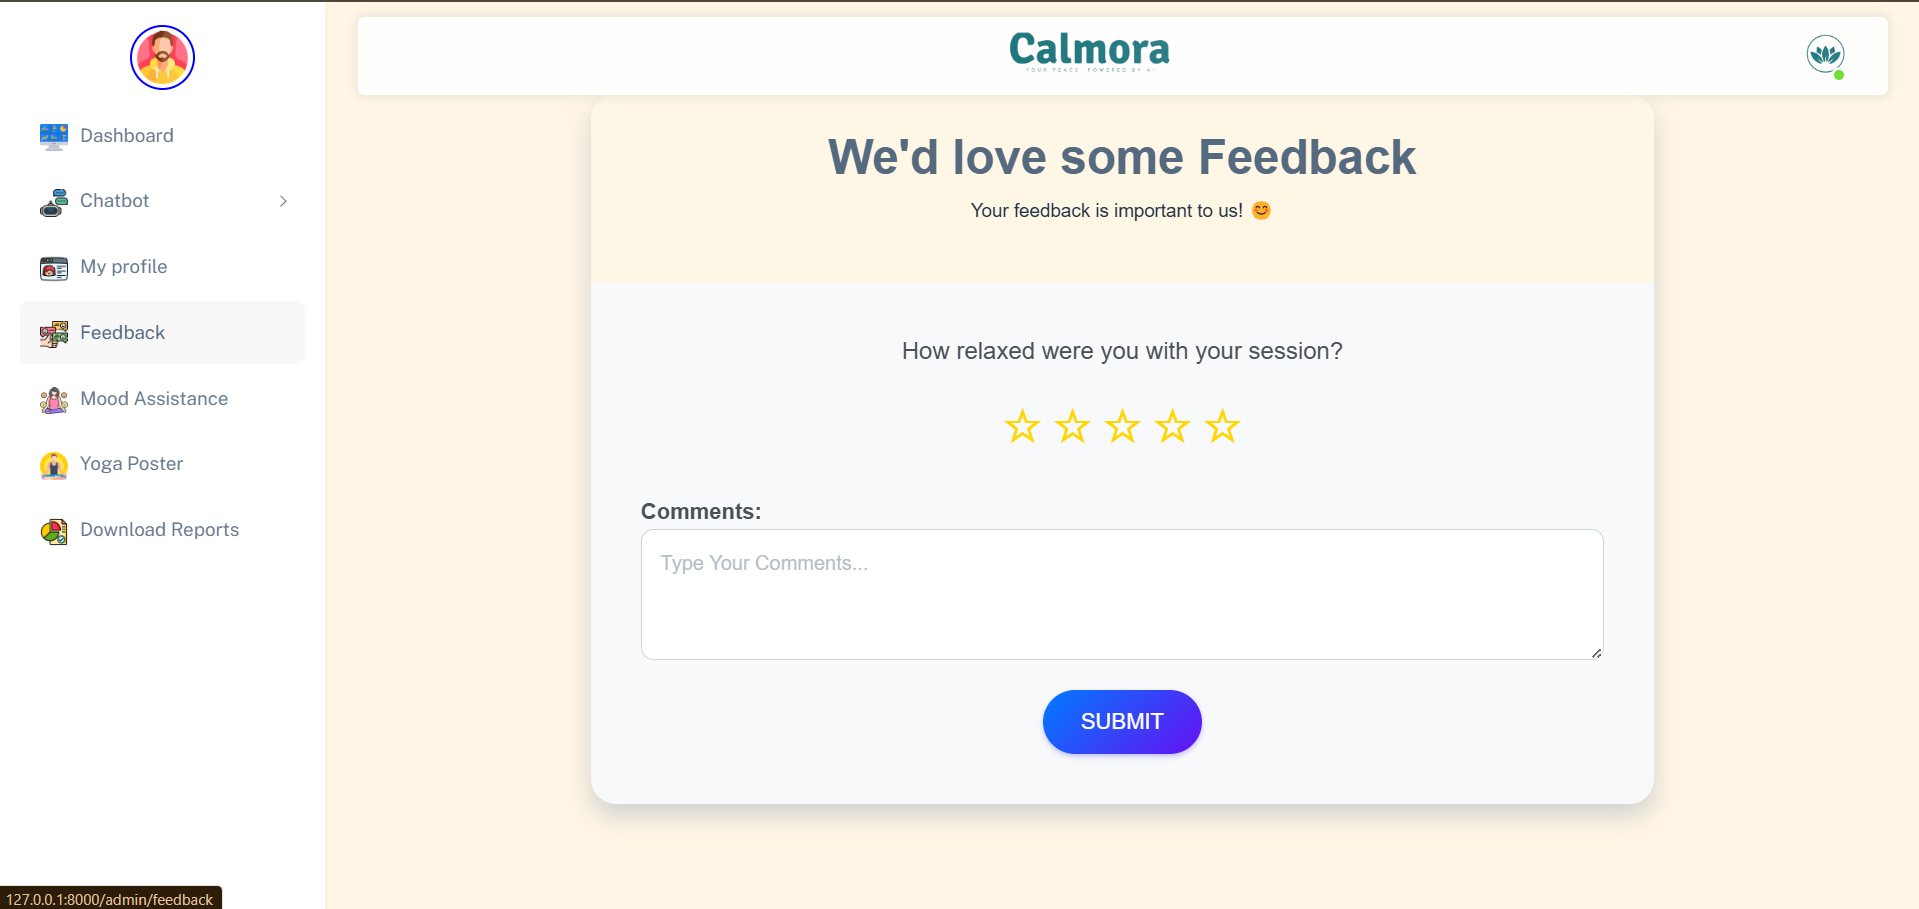 Calmora
YOUR PEACE, POWERED BY AI
Dashboard
Chatbot
My profile
Feedback
Mood Assistance
Yoga Poster
Download Reports
We'd love some Feedback
Your feedback is important to us! 😊
How relaxed were you with your session?
Comments:
Type Your Comments...
SUBMIT
127.0.0.1:8000/admin/feedback